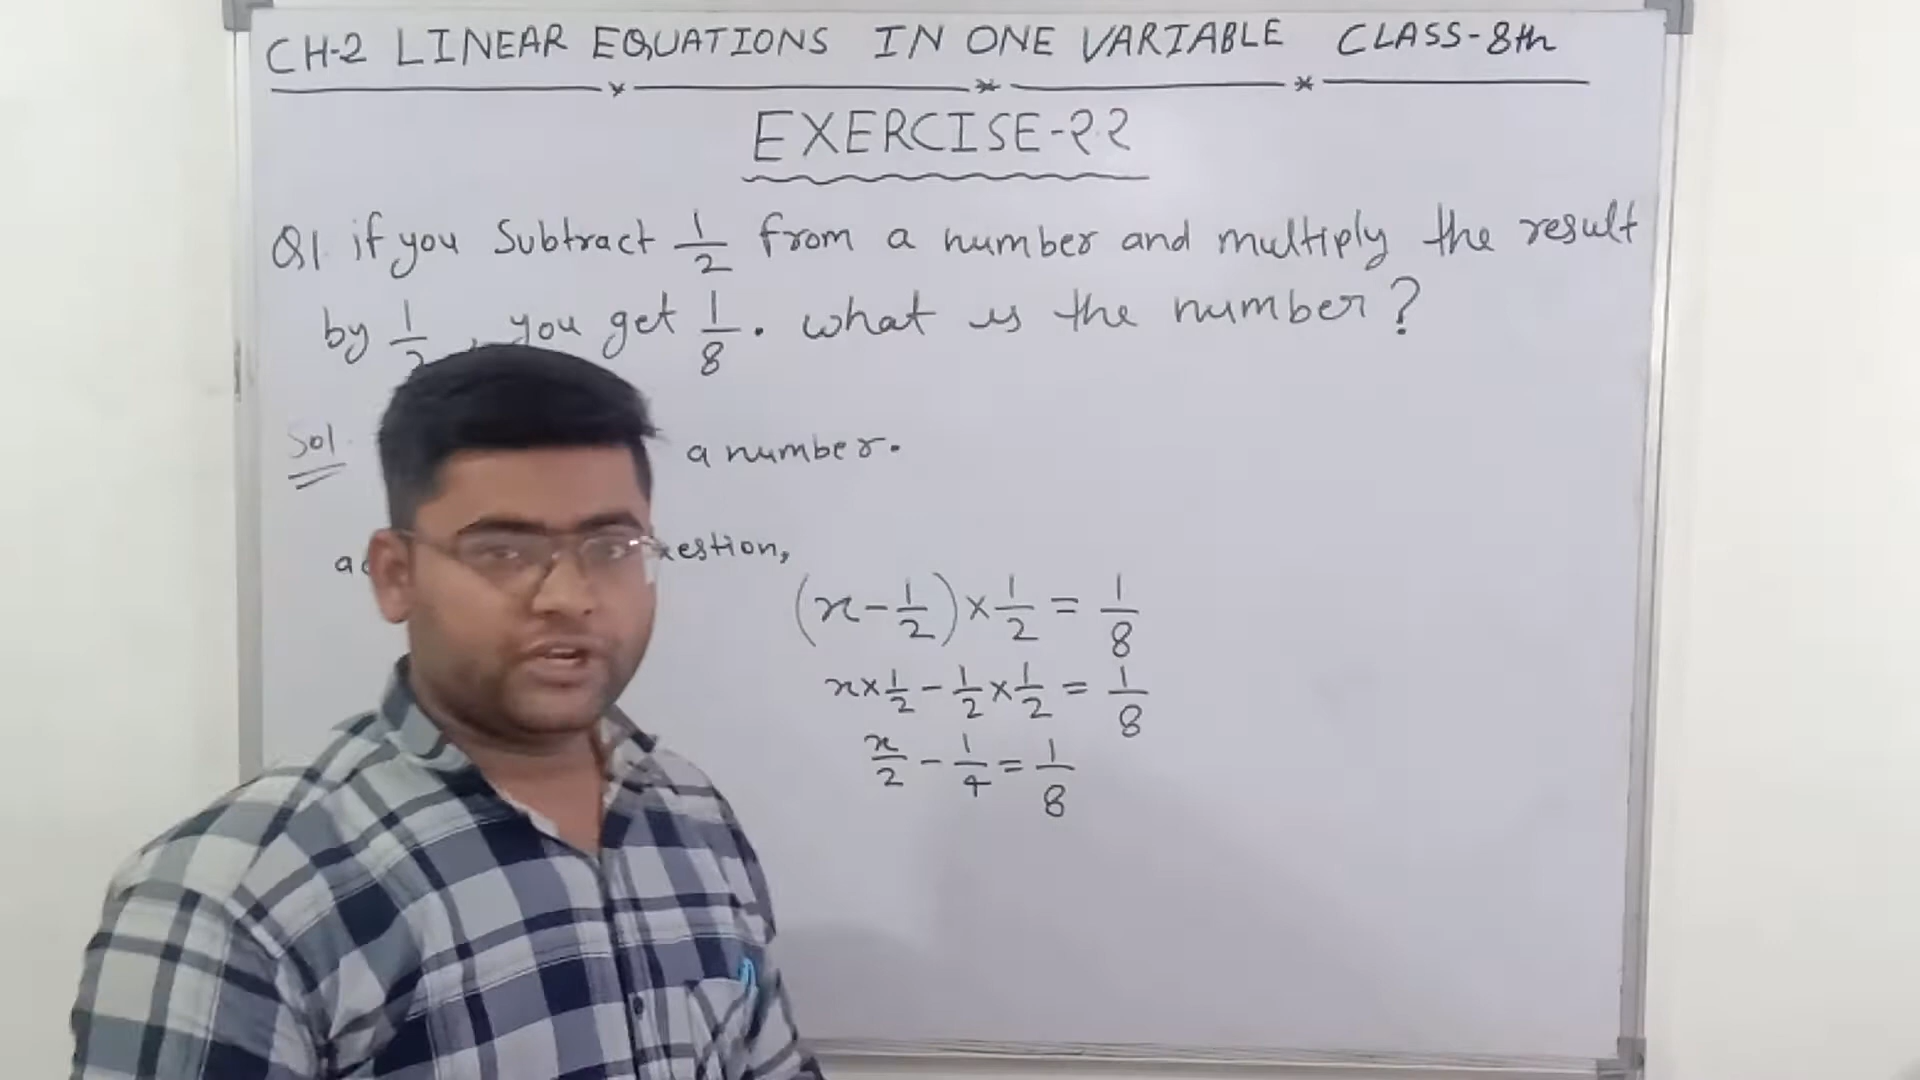 CH-2 LINEAR EQUATIONS IN ONE VARIABLE CLASS-8th
EXERCISE-2.2
Q1. if you Subtract 1/2 from a number and multiply the result
by 1/2, you get 1/8. what is the number?
Sol. a number.
(x-1/2)×1/2 = 1/8
x×1/2-1/2×1/2 = 1/8
x/2-1/4=1/8